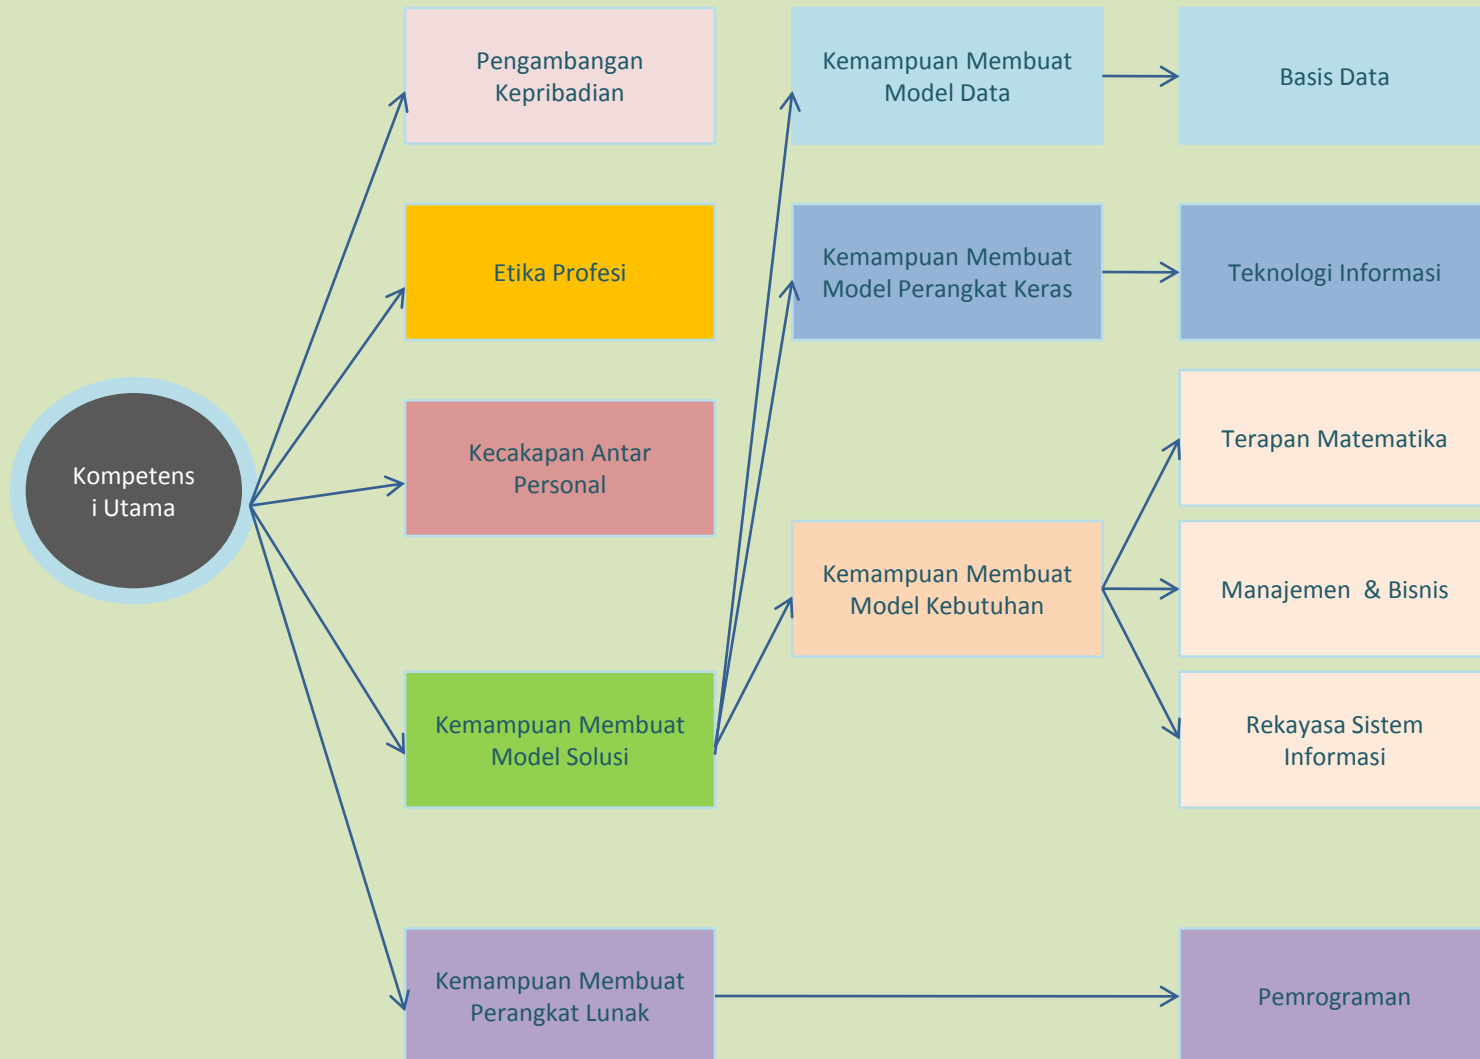 Pengambangan
Kepribadian
Kemampuan Membuat
Model Data
Basis Data
Etika Profesi
Kemampuan Membuat
Model Perangkat Keras
Teknologi Informasi
Kompetens
i Utama
Kecakapan Antar
Personal
Terapan Matematika
Kemampuan Membuat
Model Kebutuhan
Manajemen  & Bisnis
Kemampuan Membuat
Model Solusi
Rekayasa Sistem
Informasi
Kemampuan Membuat
Perangkat Lunak
Pemrograman